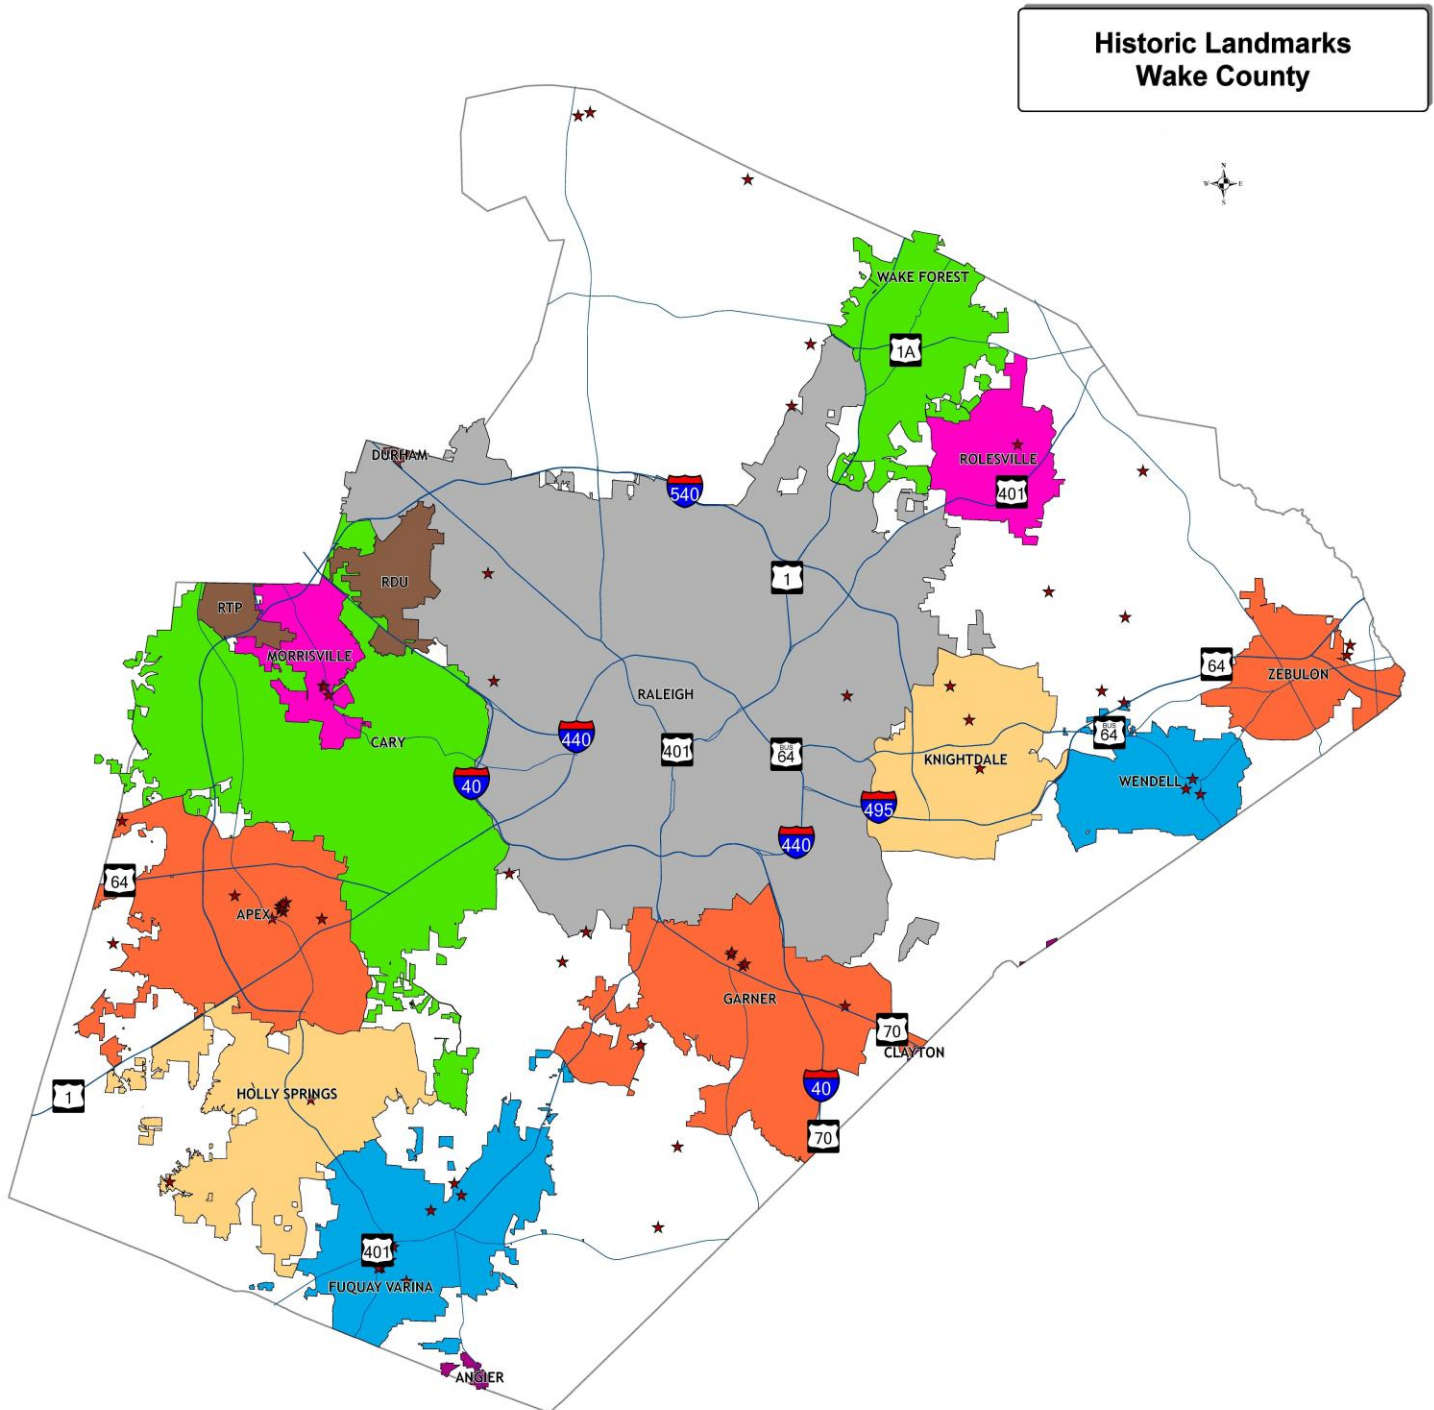 Historic Landmarks
Wake County
N
W E
S
WAKE FOREST
1A
DURHAM
ROLESVILLE
540
401
RDU
1
RTP
MORRISVILLE
64
ZEBULON
RALEIGH
CARY
440
401
BUS
64
BUS
64
KNIGHTDALE
WENDELL
40
495
440
64
APEX
GARNER
70
CLAYTON
40
1
HOLLY SPRINGS
70
401
FUQUAY VARINA
ANGIER